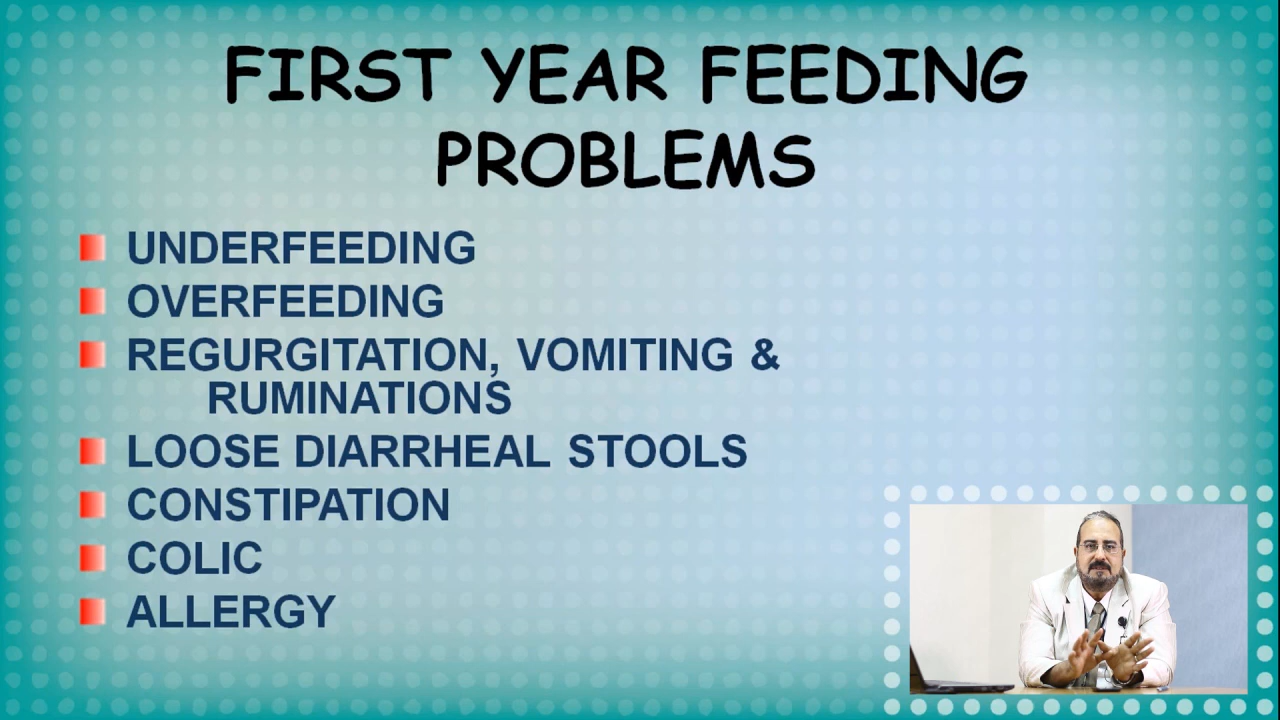 FIRST YEAR FEEDING
PROBLEMS
UNDERFEEDING
OVERFEEDING
REGURGITATION, VOMITING &
RUMINATIONS
LOOSE DIARRHEAL STOOLS
CONSTIPATION
COLIC
ALLERGY